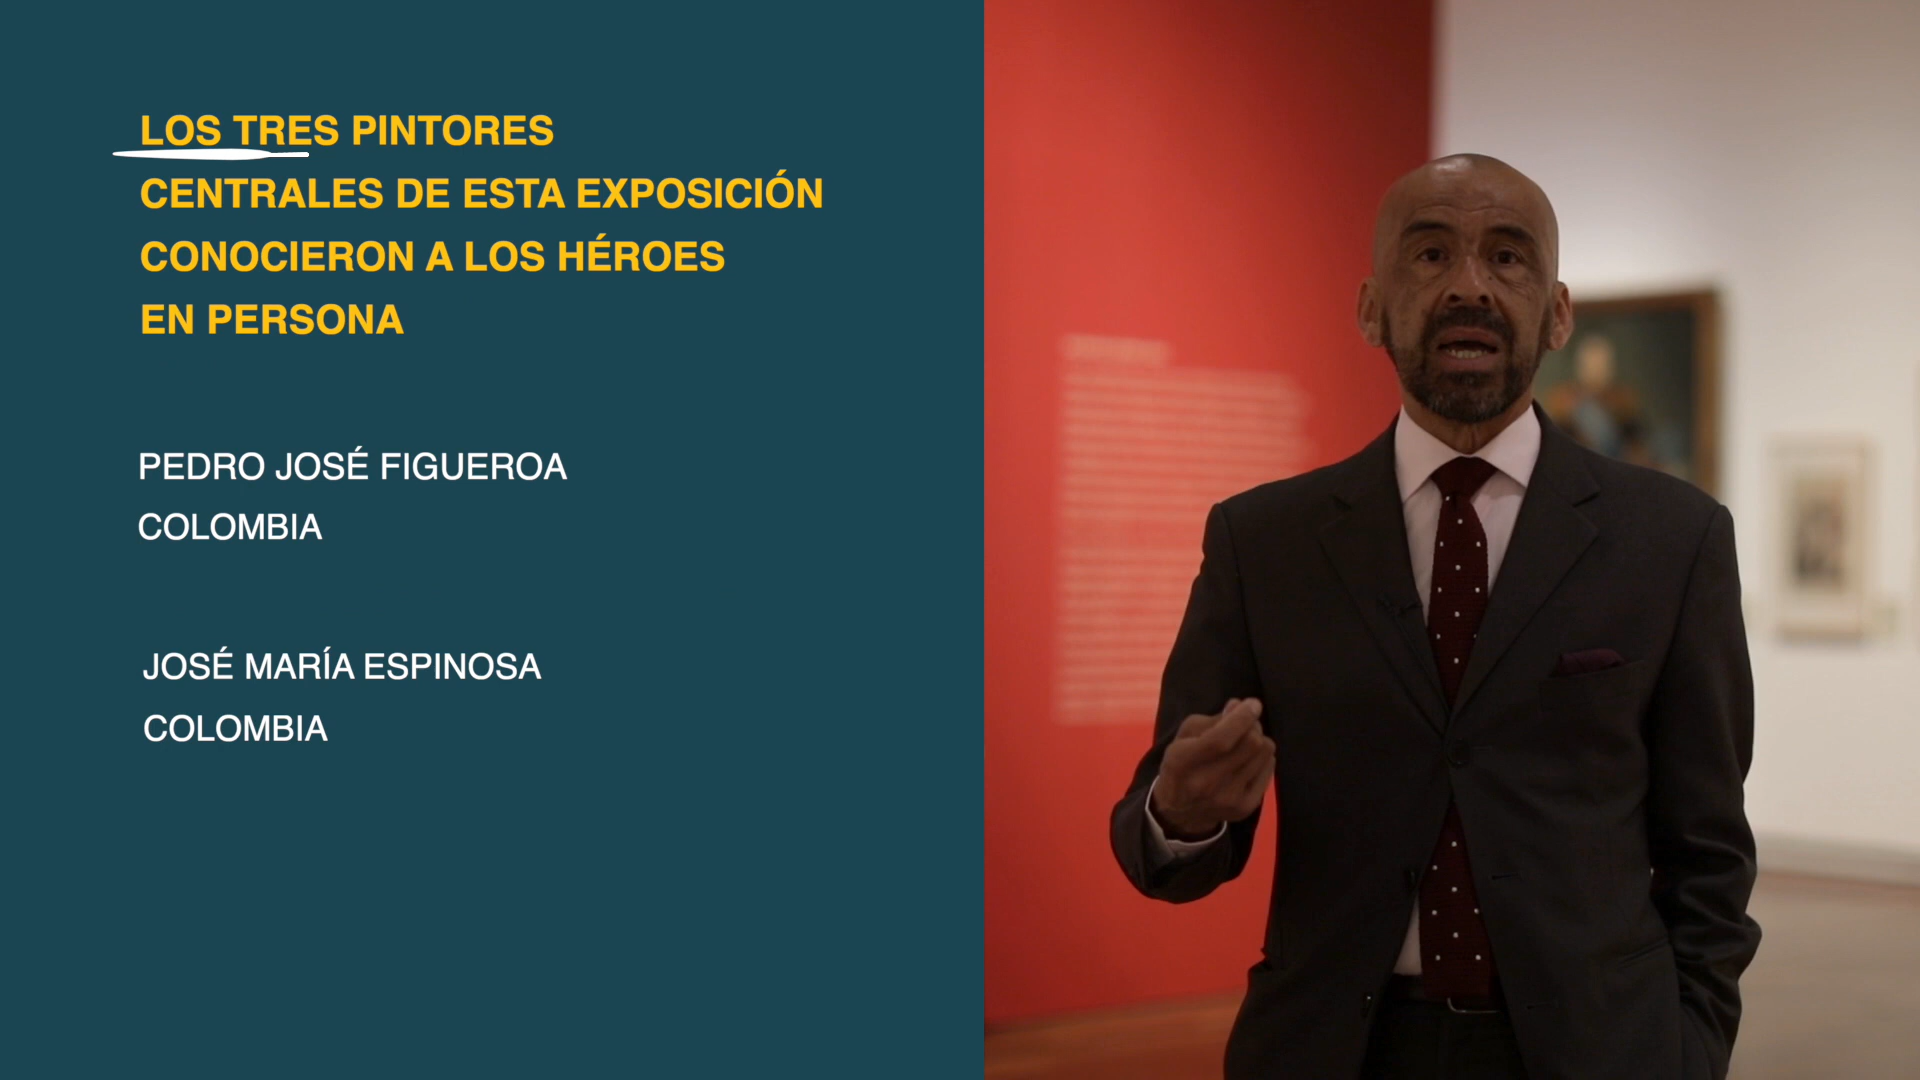 LOS TRES PINTORES
CENTRALES DE ESTA EXPOSICIÓN
CONOCIERON A LOS HÉROES
EN PERSONA
PEDRO JOSÉ FIGUEROA
COLOMBIA
JOSÉ MARÍA ESPINOSA
COLOMBIA